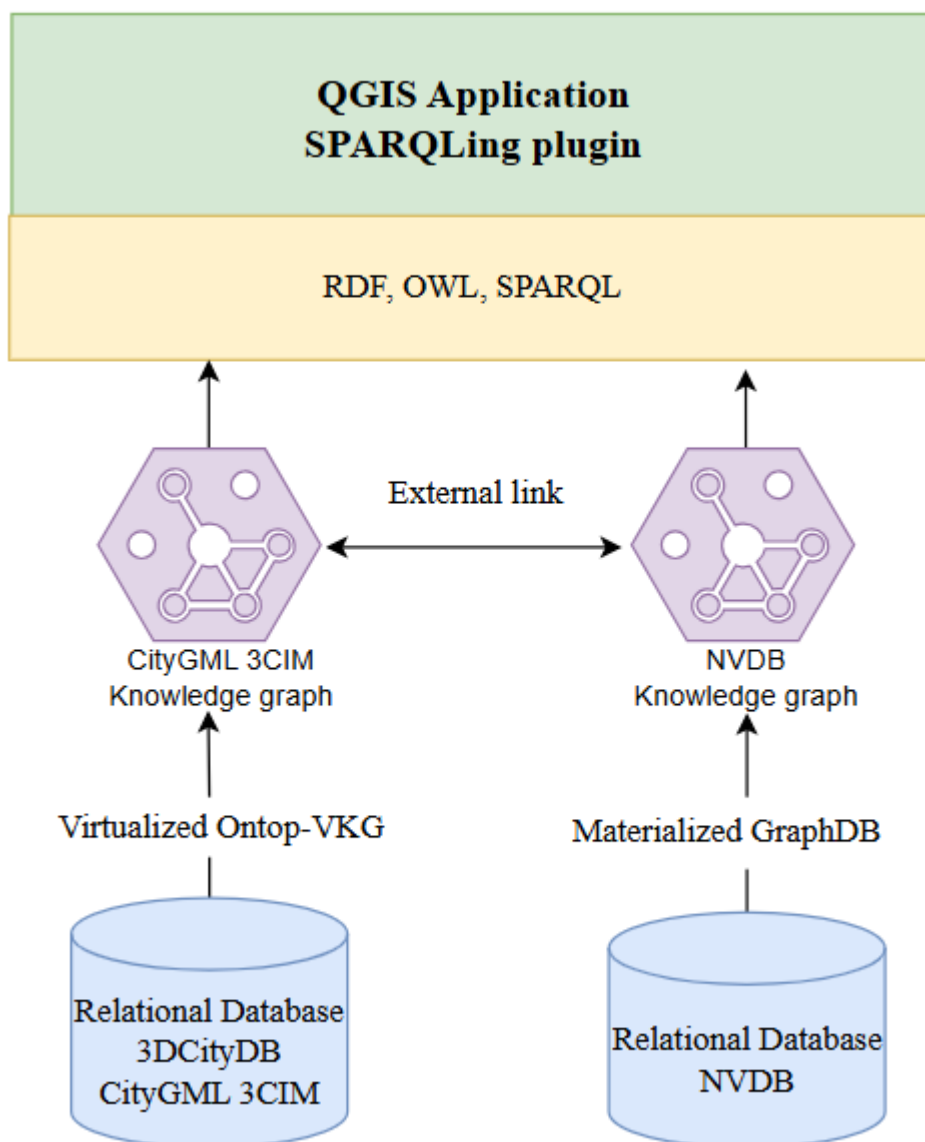 QGIS Application
SPARQLing plugin
RDF, OWL, SPARQL
External link
CityGML 3CIM
Knowledge graph
NVDB
Knowledge graph
Virtualized Ontop-VKG
Materialized GraphDB
Relational Database
3DCityDB
CityGML 3CIM
Relational Database
NVDB